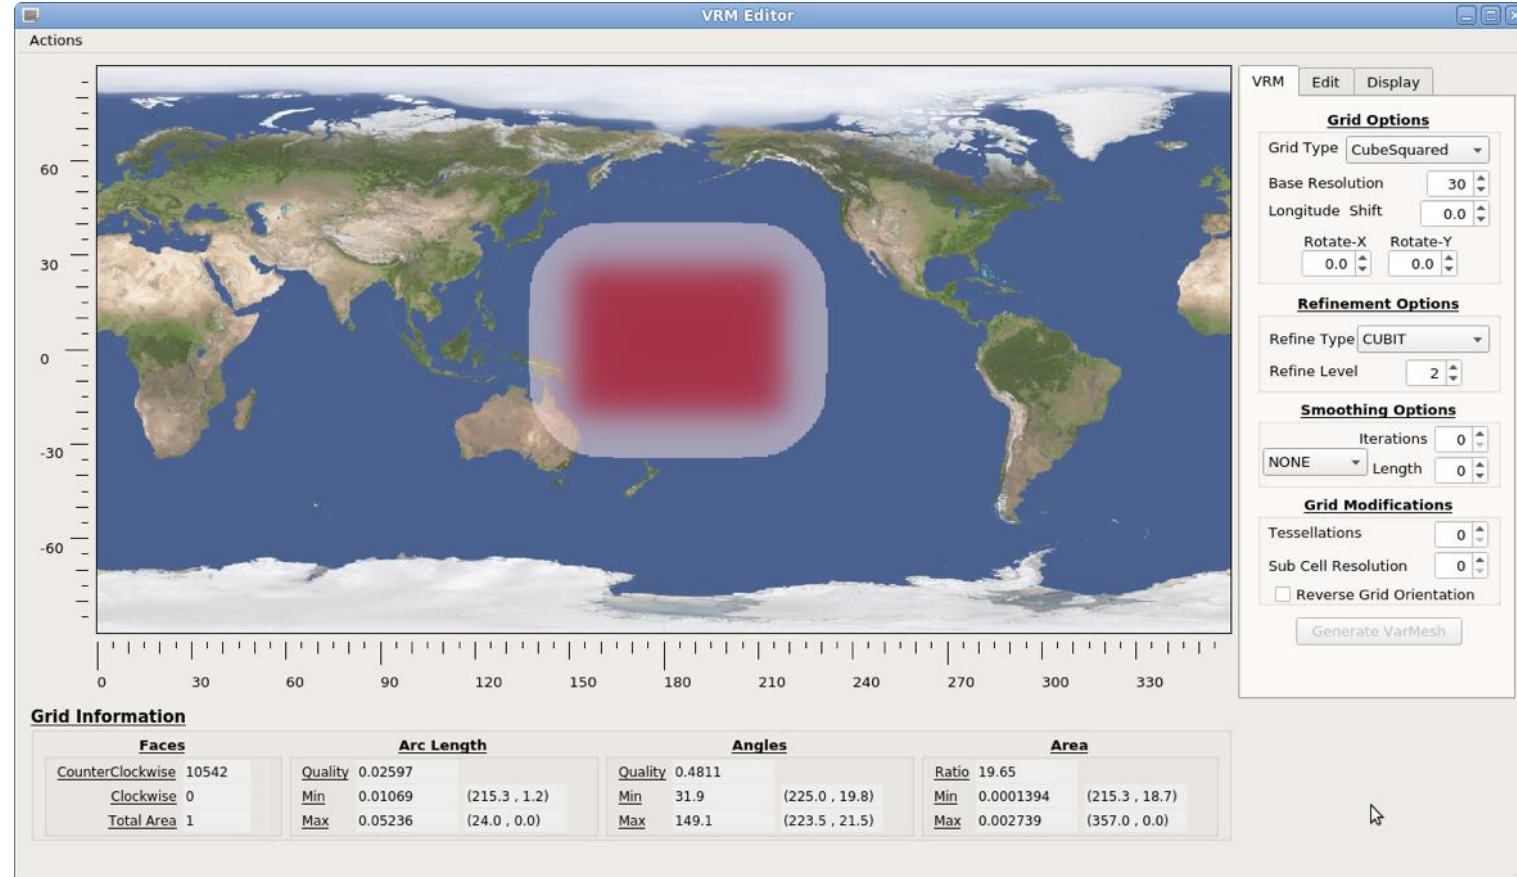 VRM Editor
Actions
VRM Edit Display
Grid Options
Grid Type CubeSquared
Base Resolution 30
Longitude Shift 0.0
Rotate-X Rotate-Y
0.0 0.0
Refinement Options
Refine Type CUBIT
Refine Level 2
Smoothing Options
Iterations 0
NONE Length 0
Grid Modifications
Tessellations 0
Sub Cell Resolution 0
Reverse Grid Orientation
Generate VarMesh
60
30
0
-30
-60
0 30 60 90 120 150 180 210 240 270 300 330
Grid Information
Faces Arc Length Angles Area
CounterClockwise 10542 Quality 0.02597 Quality 0.4811 Ratio 19.65
Clockwise 0 Min 0.01069 (215.3 , 1.2) Min 31.9 (225.0 , 19.8) Min 0.0001394 (215.3 , 18.7)
Total Area 1 Max 0.05236 (24.0 , 0.0) Max 149.1 (223.5 , 21.5) Max 0.002739 (357.0 , 0.0)